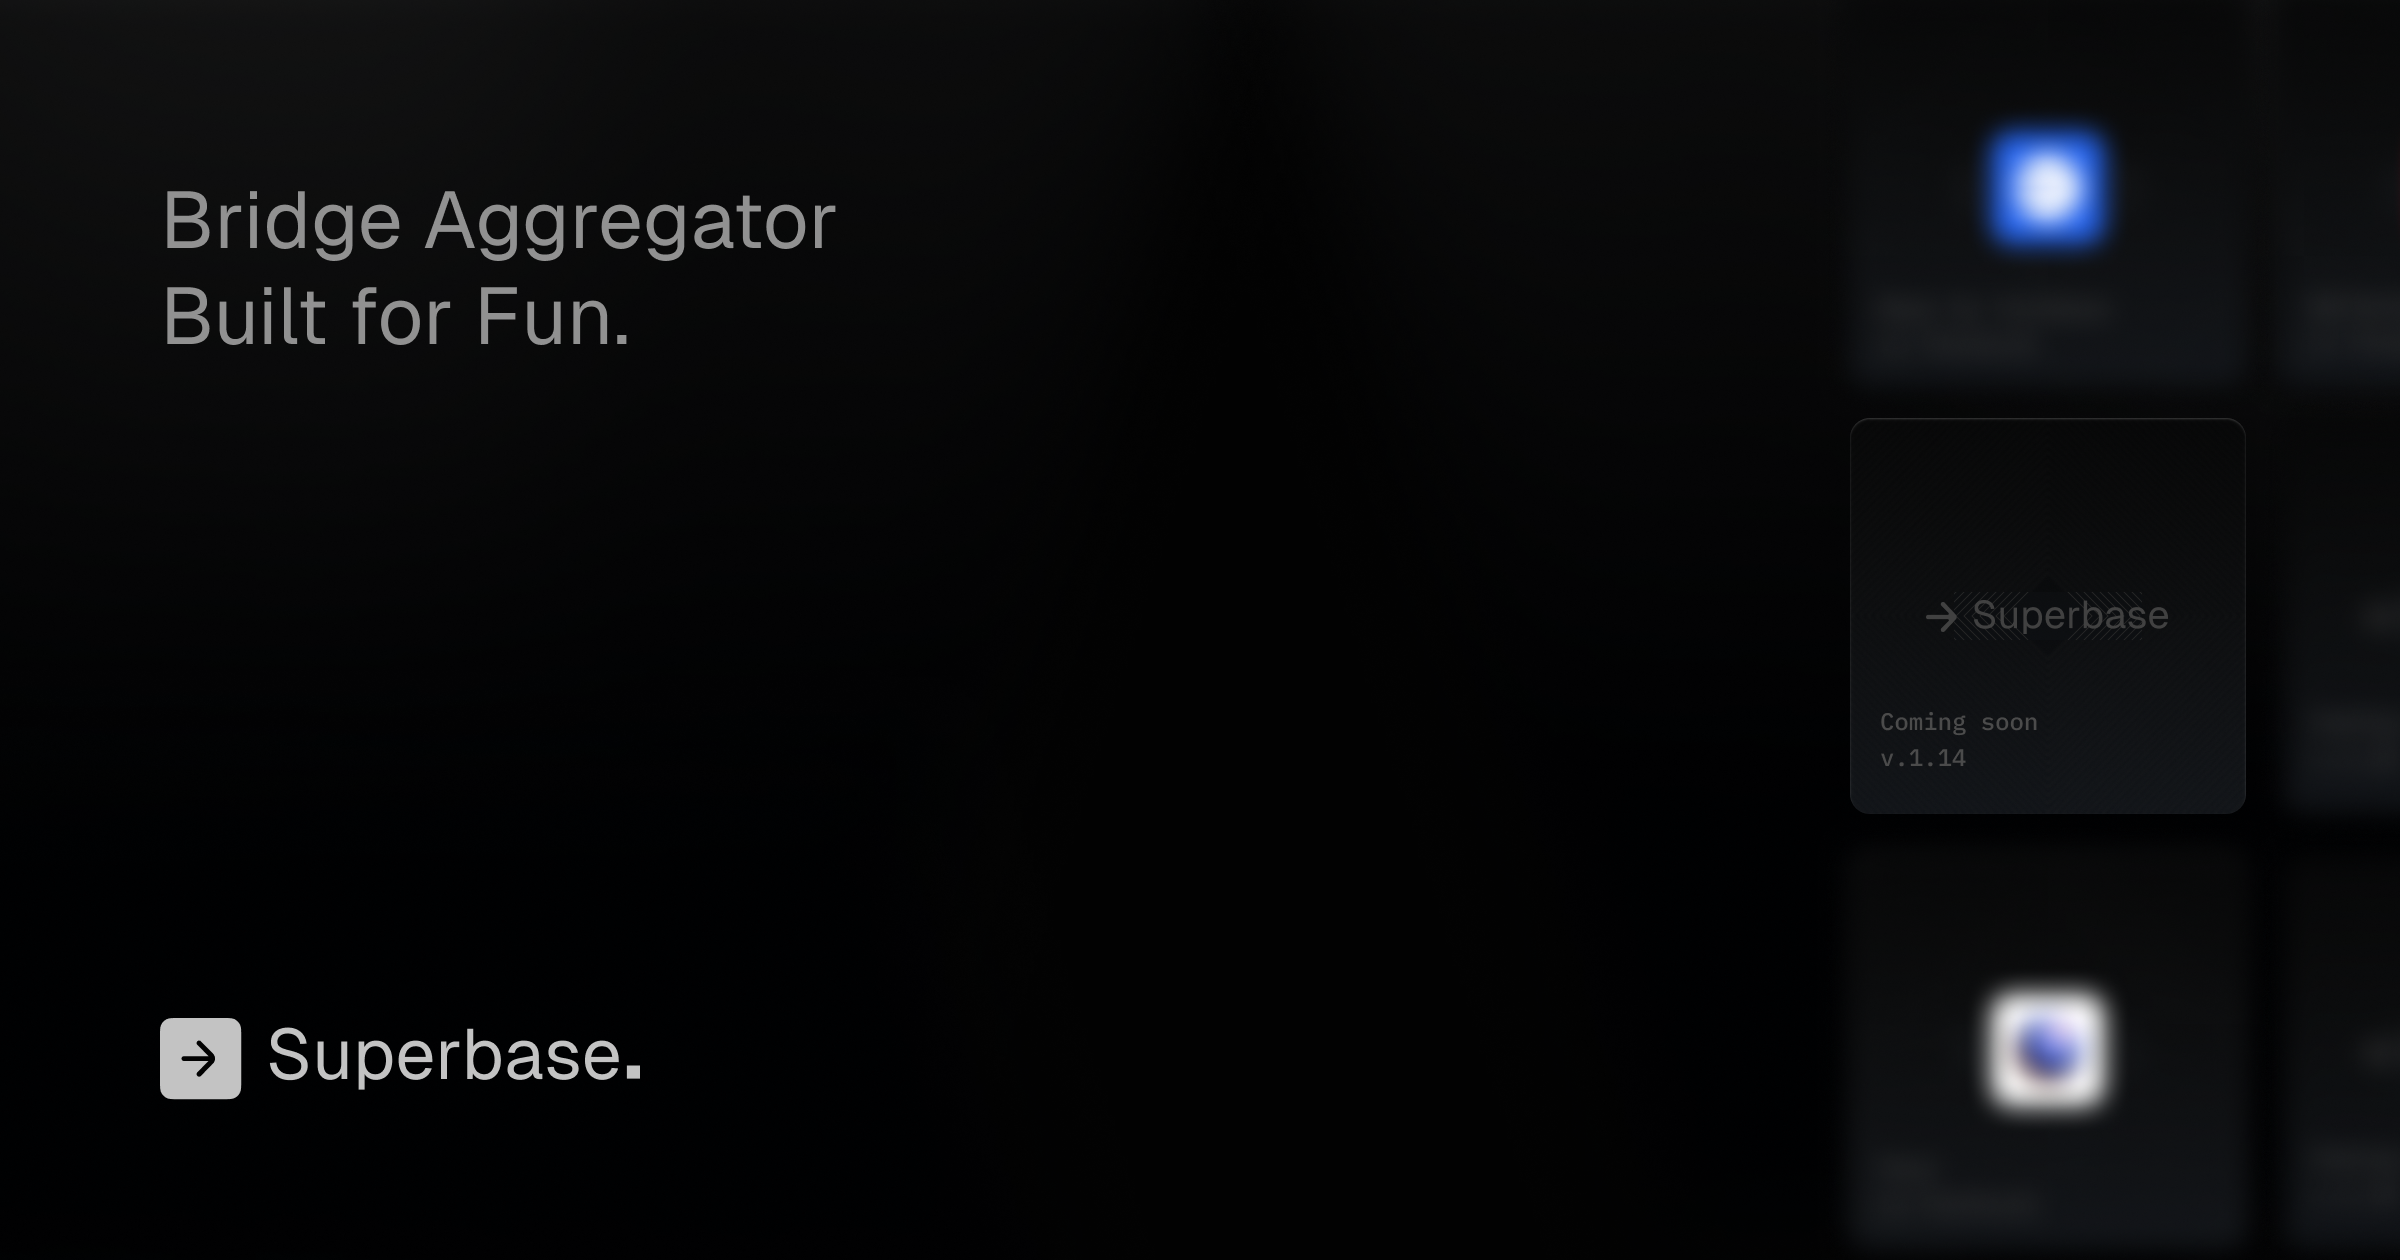 Bridge Aggregator
Built for Fun.
Superbase.
Superbase
Coming soon
v.1.14